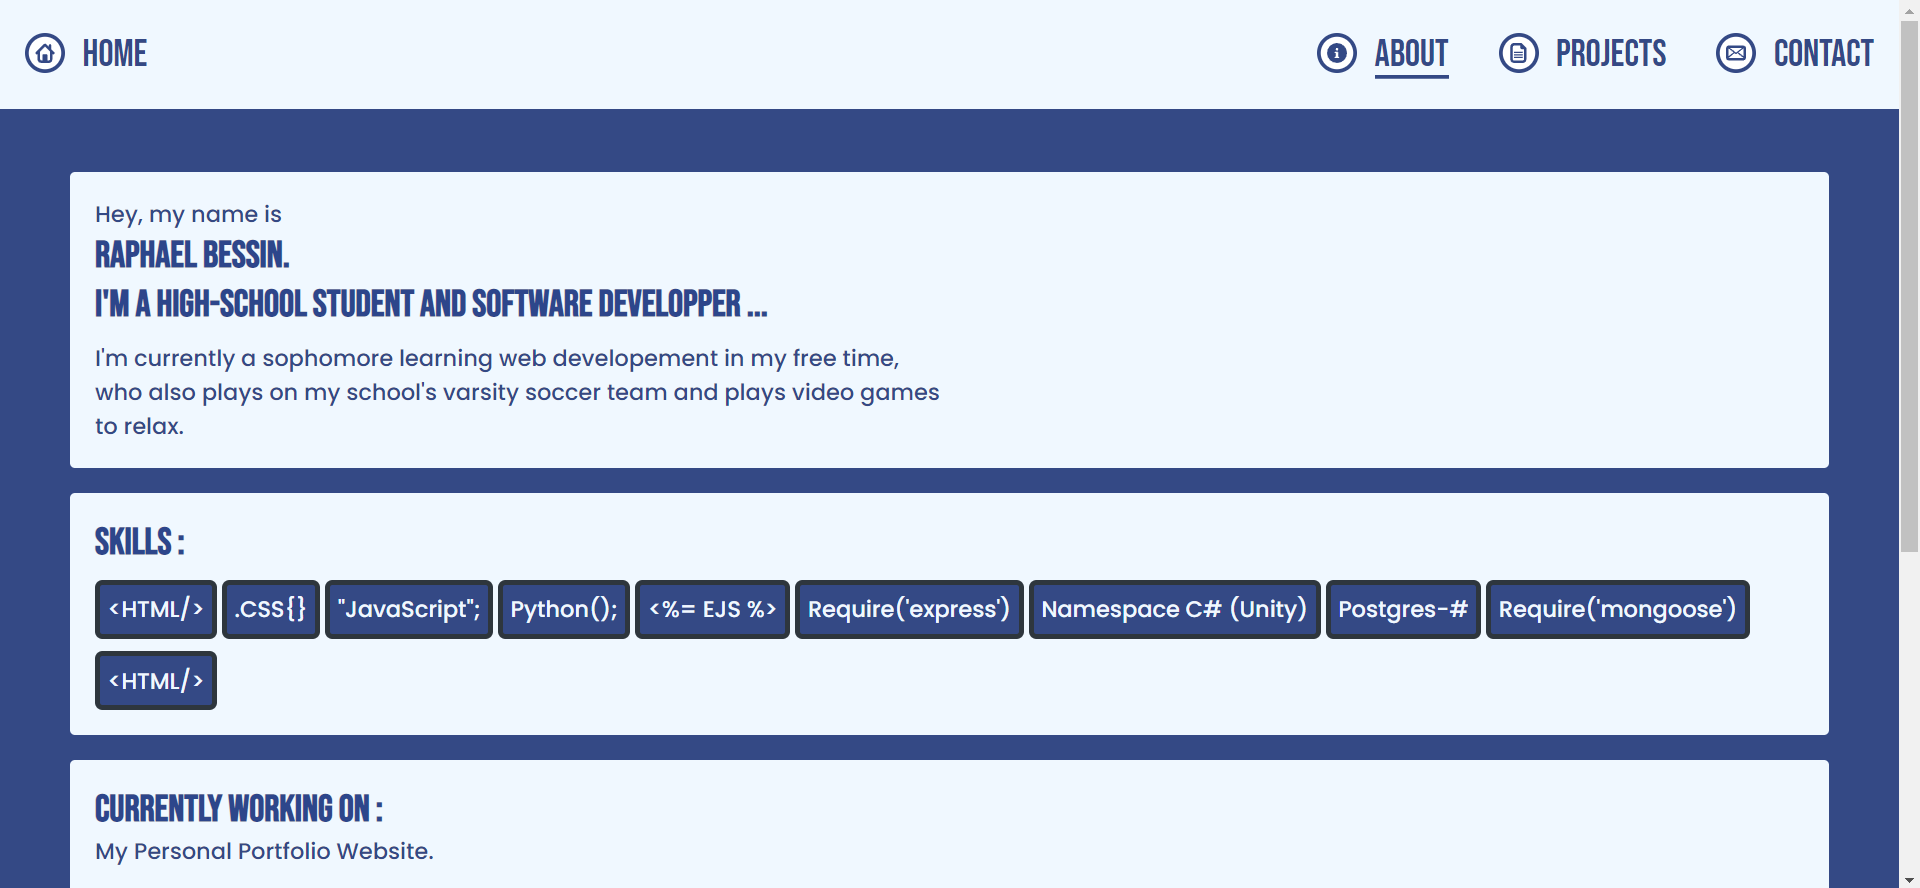 HOME ABOUT PROJECTS CONTACT
Hey, my name is
RAPHAEL BESSIN.
I'M A HIGH-SCHOOL STUDENT AND SOFTWARE DEVELOPPER ...
I'm currently a sophomore learning web developement in my free time,
who also plays on my school's varsity soccer team and plays video games
to relax.
SKILLS :
<HTML/> .CSS{} "JavaScript"; Python(); <%= EJS %> Require('express') Namespace C# (Unity) Postgres-# Require('mongoose')
<HTML/>
CURRENTLY WORKING ON :
My Personal Portfolio Website.